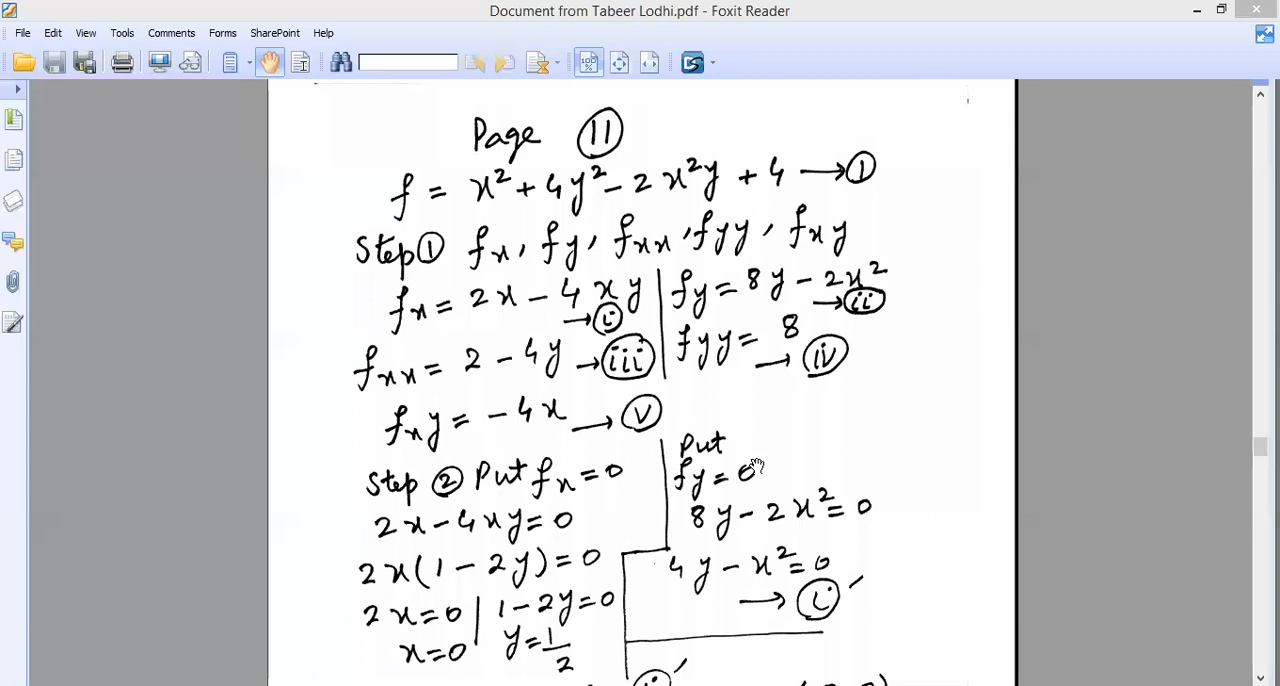 Document from Tabeer Lodhi.pdf - Foxit Reader
File Edit View Tools Comments Forms SharePoint Help
Page 11
f = x² + 4y² - 2x²y + 4 → i
Step 1 fx, fy, fxx, fyy, fxy
fx = 2x - 4xy → i
fy = 8y - 2x² → ii
fxx = 2 - 4y → iii
fyy = 8 → iv
fxy = -4x → v
Step 2 Put fx = 0
2x - 4xy = 0
2x(1 - 2y) = 0
2x = 0 | 1 - 2y = 0
x = 0 | y = 1/2
Put
fy = 0
8y - 2x² = 0
4y - x² = 0
→ i′